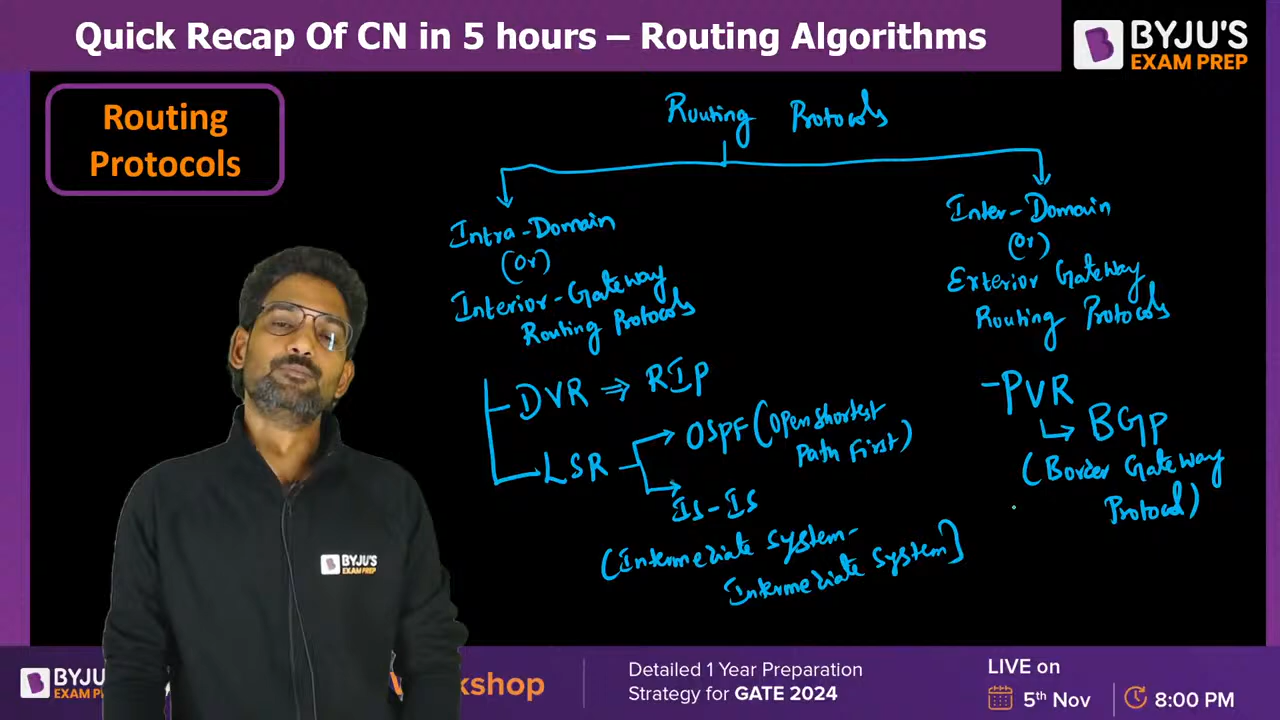 Quick Recap Of CN in 5 hours – Routing Algorithms
BYJU'S
EXAM PREP
Routing
Protocols
Routing Protocols
Intra-Domain
(Or)
Interior-Gateway
Routing Protocols
DVR ⇒ RIP
LSR
OSPF (Open Shortest
Path First)
IS-IS
(Intermediate System-
Intermediate System]
Inter-Domain
(Or)
Exterior Gateway
Routing Protocols
-PVR
BGP
(Border Gateway
Protocol)
BYJU'S
EXAM PREP
BYJU'S
EXAM PREP
Detailed 1 Year Preparation
Strategy for GATE 2024
LIVE on
5th Nov
8:00 PM